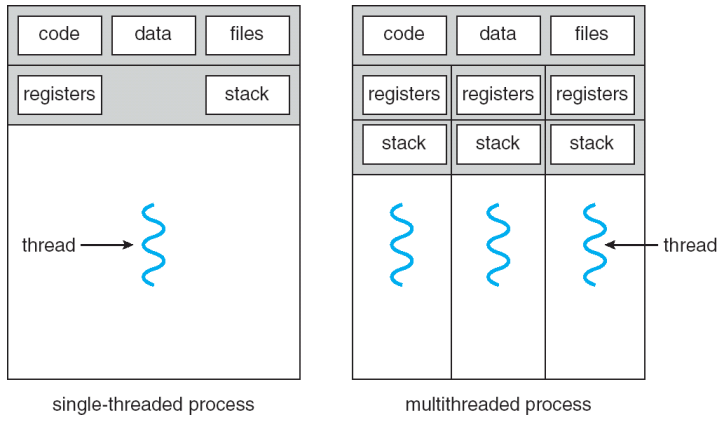 code data files
registers stack
thread
single-threaded process
code data files
registers registers registers
stack stack stack
thread
multithreaded process